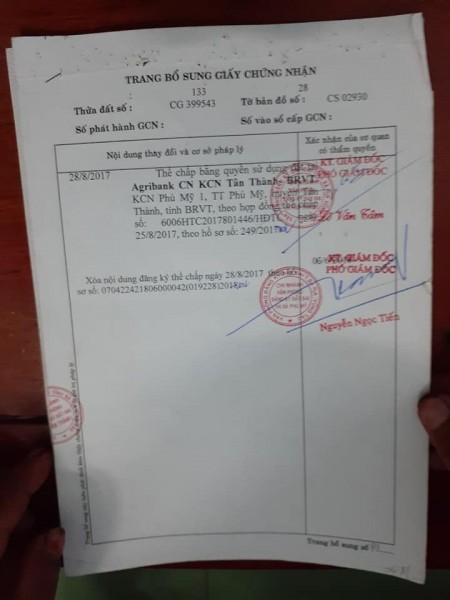 TRANG BỔ SUNG GIẤY CHỨNG NHẬN
133 28
Thửa đất số: CG 399543 Tờ bản đồ số: CS 02930
Số phát hành GCN: Số vào sổ cấp GCN:
Nội dung thay đổi và cơ sở pháp lý
Xác nhận của cơ quan có thẩm quyền
28/8/2017 Thế chấp bằng quyền sử dụng đất
Agribank CN KCN Tân Thành, BRVT,
KCN Phú Mỹ 1, TT Phú Mỹ, huyện Tân
Thành, tỉnh BRVT, theo hợp đồng
số: 6006HTC2017801446/HĐTC
25/8/2017, theo hồ sơ số: 249/2017
KT. GIÁM ĐỐC
PHÓ GIÁM ĐỐC
Văn Tâm
Xóa nội dung đăng ký thế chấp ngày 28/8/2017 theo
sơ số: 070422421806000042(019228)2018
KT. GIÁM ĐỐC
PHÓ GIÁM ĐỐC
Nguyễn Ngọc Tiến
Trang bổ sung số